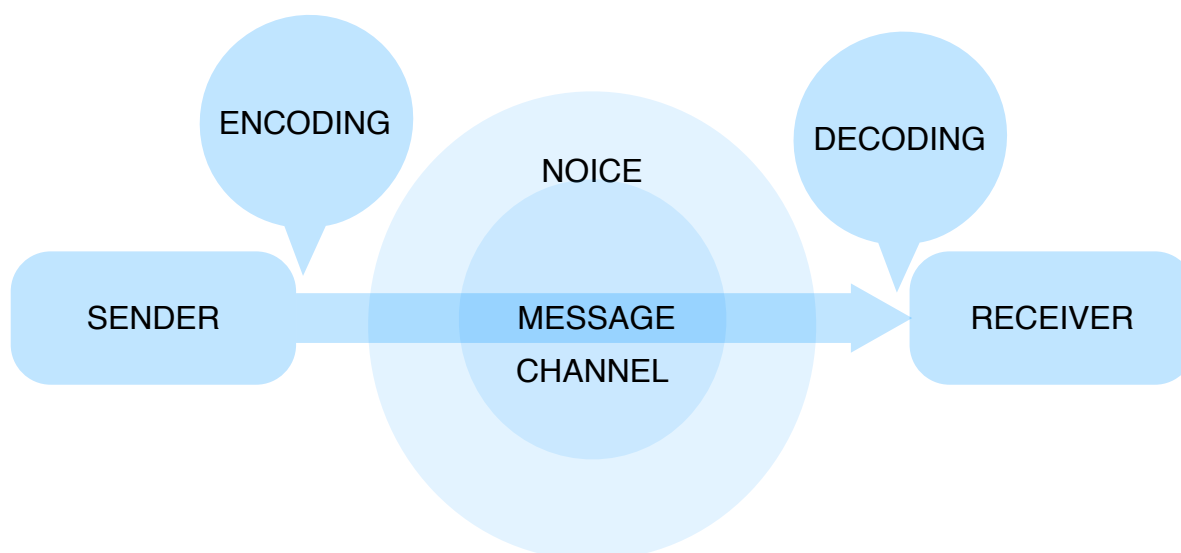 ENCODING
DECODING
NOICE
SENDER
MESSAGE
RECEIVER
CHANNEL